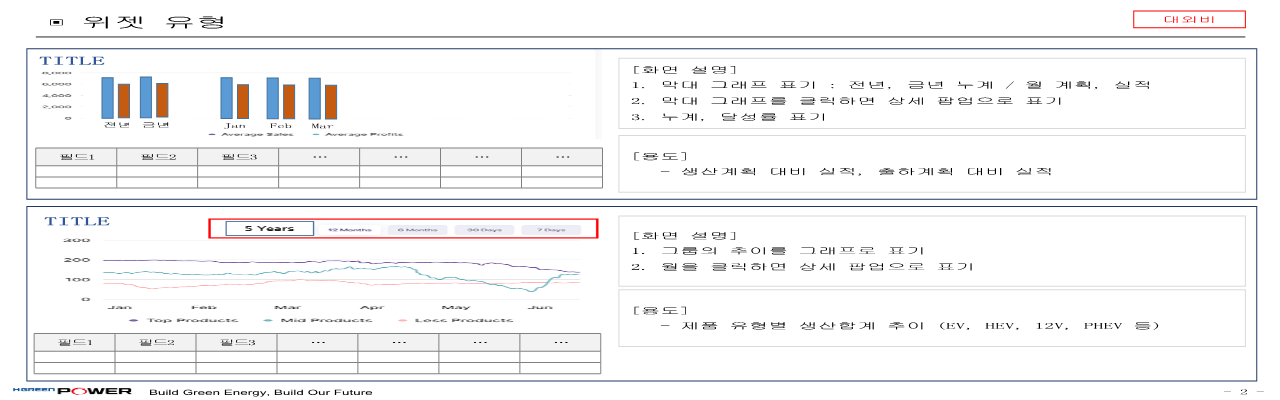 ▣ 위젯 유형
대외비
TITLE
8,000
6,000
4,000
2,000
0
전년 금년 Jan Feb Mar
Average Sales Average Profits
필드1 필드2 필드3 ... ... ... ...
[화면 설명]
1. 막대 그래프 표기 : 전년, 금년 누계 / 월 계획, 실적
2. 막대 그래프를 클릭하면 상세 팝업으로 표기
3. 누계, 달성률 표기
[용도]
- 생산계획 대비 실적, 출하계획 대비 실적
TITLE
5 Years 12 Months 6 Months 30 Days 7 Days
300
200
100
0
Jan Feb Mar Apr May Jun
Top Products Mid Products Less Products
필드1 필드2 필드3 ... ... ... ...
[화면 설명]
1. 그룹의 추이를 그래프로 표기
2. 월을 클릭하면 상세 팝업으로 표기
[용도]
- 제품 유형별 생산합계 추이 (EV, HEV, 12V, PHEV 등)
HGREEN POWER Build Green Energy, Build Our Future
- 2 -